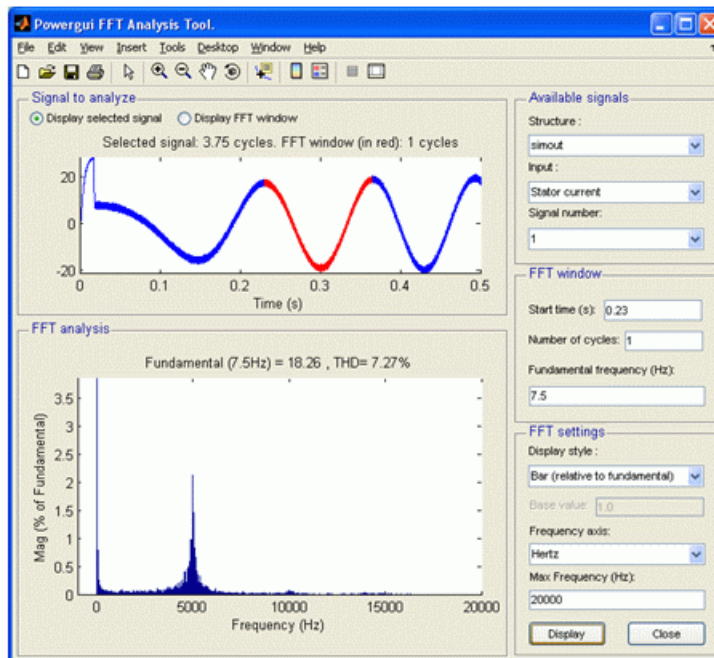 Powergui FFT Analysis Tool.
File Edit View Insert Tools Desktop Window Help
Signal to analyze
Display selected signal Display FFT window
Selected signal: 3.75 cycles. FFT window (in red): 1 cycles
20
0
-20
0 0.1 0.2 0.3 0.4 0.5
Time (s)
FFT analysis
Fundamental (7.5Hz) = 18.26 , THD= 7.27%
Mag (% of Fundamental)
3.5
3
2.5
2
1.5
1
0.5
0
0 5000 10000 15000 20000
Frequency (Hz)
Available signals
Structure :
simout
Input :
Stator current
Signal number:
1
FFT window
Start time (s): 0.23
Number of cycles: 1
Fundamental frequency (Hz):
7.5
FFT settings
Display style :
Bar (relative to fundamental)
Base value: 1.0
Frequency axis:
Hertz
Max Frequency (Hz):
20000
Display Close